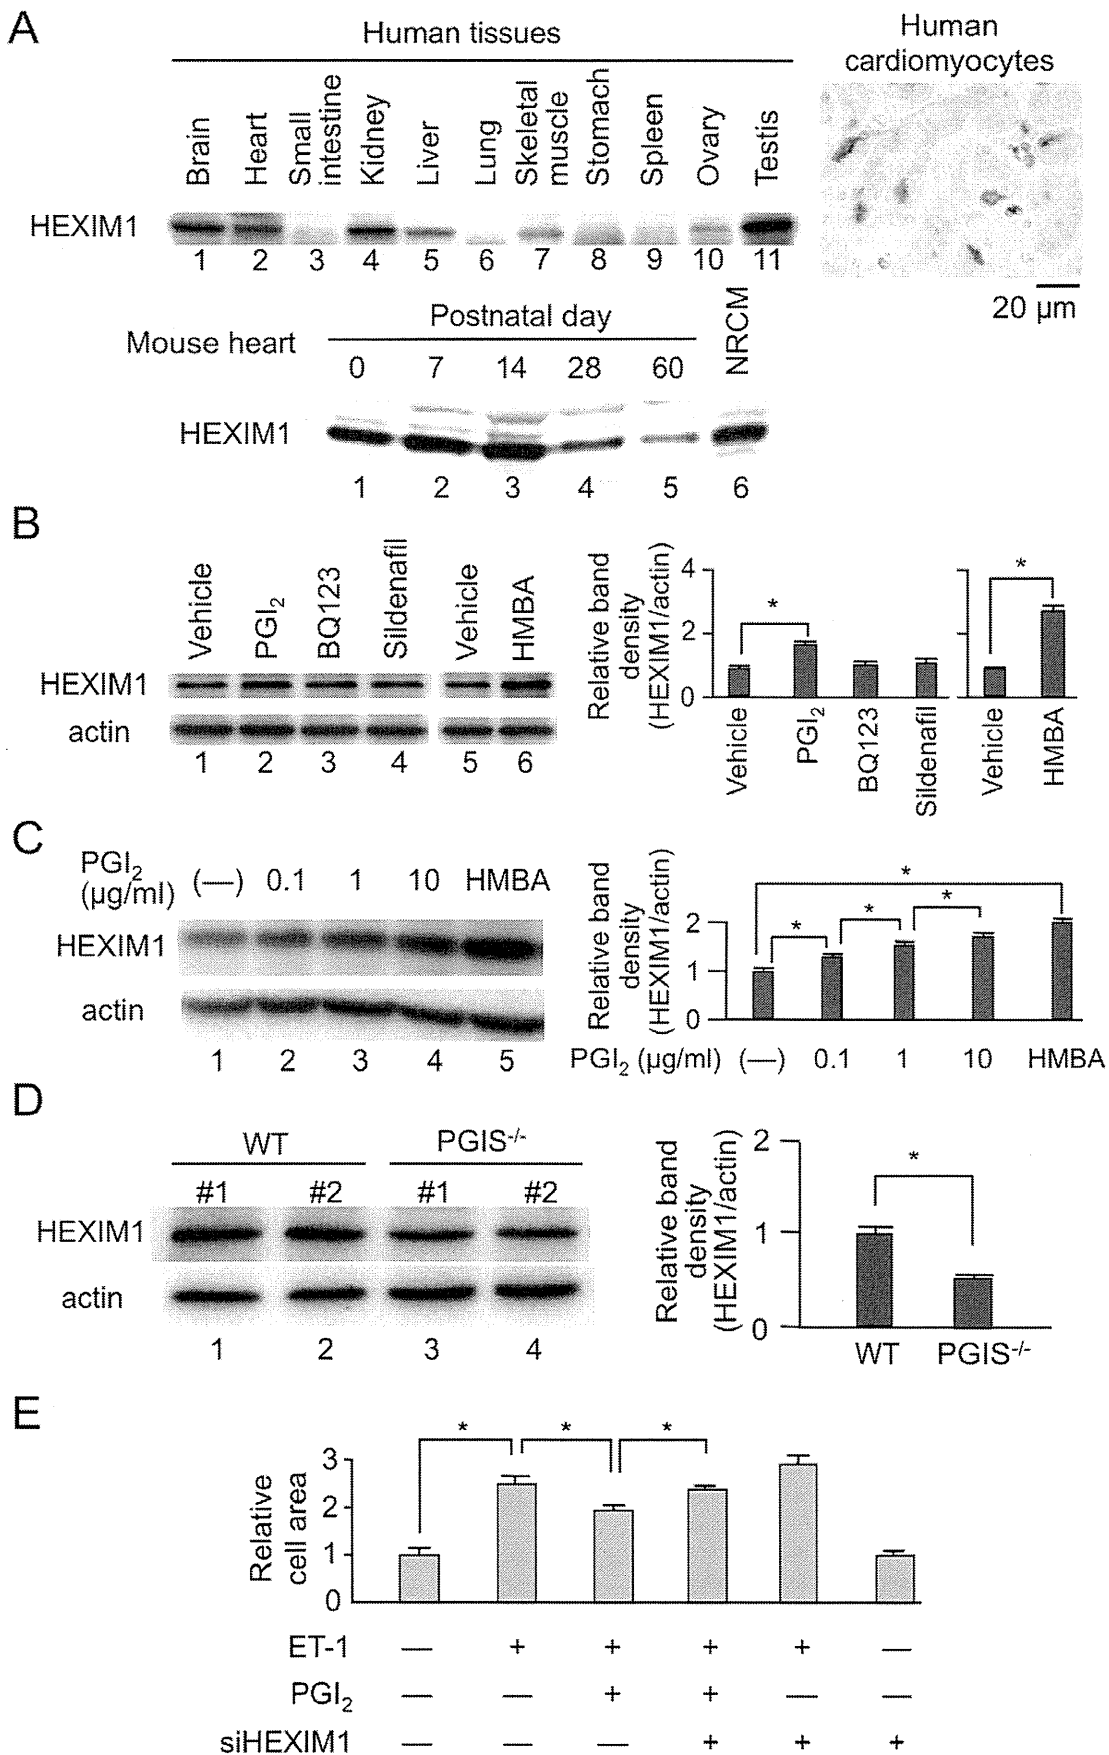 A
Human tissues
Human
cardiomyocytes
Brain
Heart
Small
intestine
Kidney
Liver
Lung
Skeletal
muscle
Stomach
Spleen
Ovary
Testis
HEXIM1
1 2 3 4 5 6 7 8 9 10 11
20 µm
Mouse heart
Postnatal day
NRCM
0 7 14 28 60
HEXIM1
1 2 3 4 5 6
B
Vehicle
PGI2
BQ123
Sildenafil
Vehicle
HMBA
HEXIM1
actin
1 2 3 4 5 6
Relative band
density
(HEXIM1/actin)
4
2
0
*
*
Vehicle
PGI2
BQ123
Sildenafil
Vehicle
HMBA
C
PGI2
(µg/ml) (—) 0.1 1 10 HMBA
HEXIM1
actin
1 2 3 4 5
Relative band
density
(HEXIM1/actin)
2
1
0
*
*
*
*
PGI2 (µg/ml) (—) 0.1 1 10 HMBA
D
WT PGIS-/-
#1 #2 #1 #2
HEXIM1
actin
1 2 3 4
Relative band
density
(HEXIM1/actin)
2
1
0
*
WT PGIS-/-
E
Relative
cell area
3
2
1
0
* * *
ET-1 — + + + + —
PGI2 — — + + — —
siHEXIM1 — — — + + +